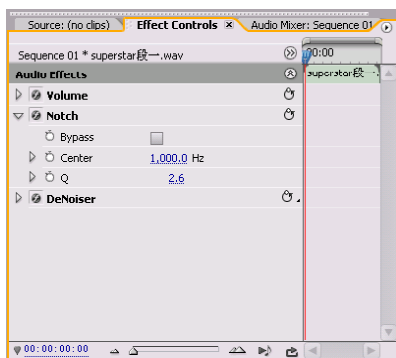 Source: (no clips) Effect Controls × Audio Mixer: Sequence 01
Sequence 01 * superstar段一.wav 00:00
Audio Effects superstar段一.
Volume
Notch
Bypass
Center 1,000.0 Hz
Q 2.6
DeNoiser
00:00:00:00